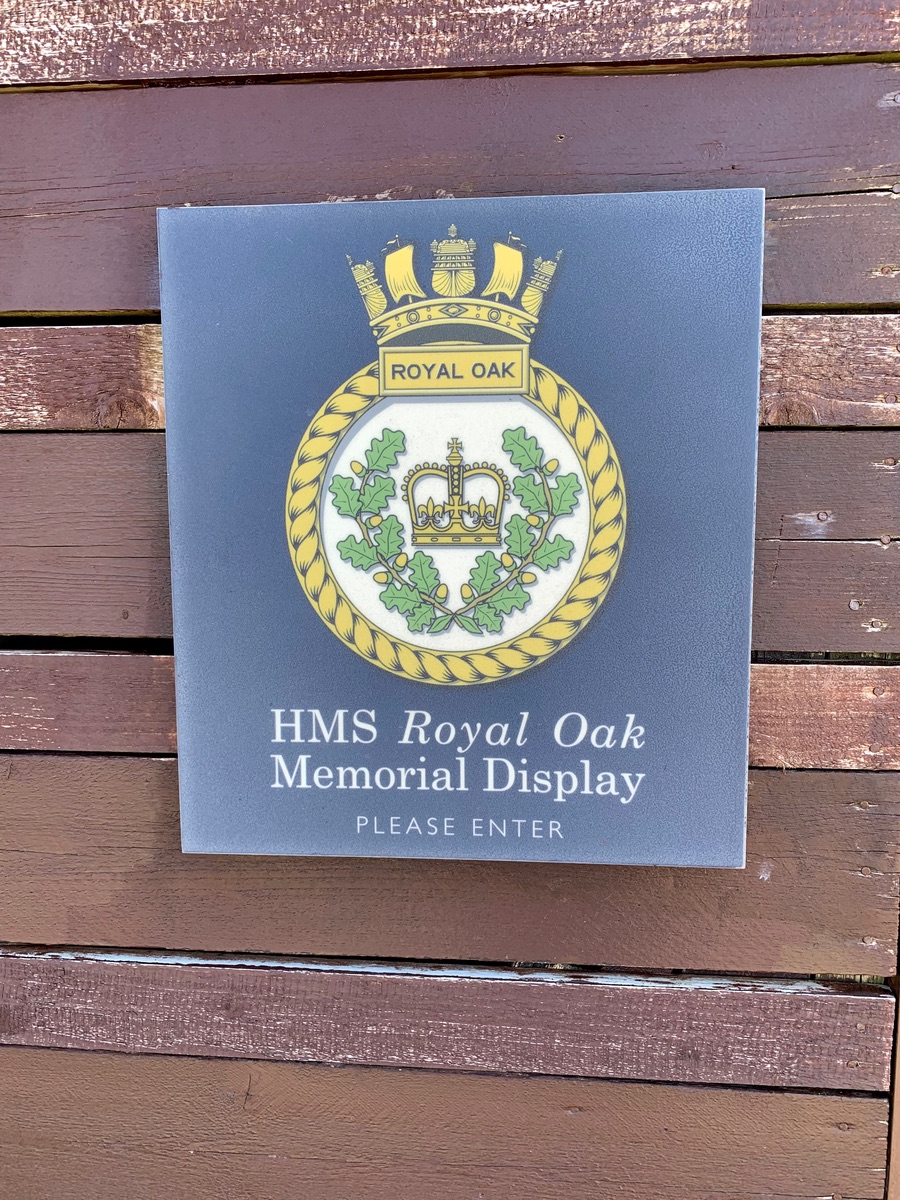 ROYAL OAK
HMS Royal Oak
Memorial Display
PLEASE ENTER